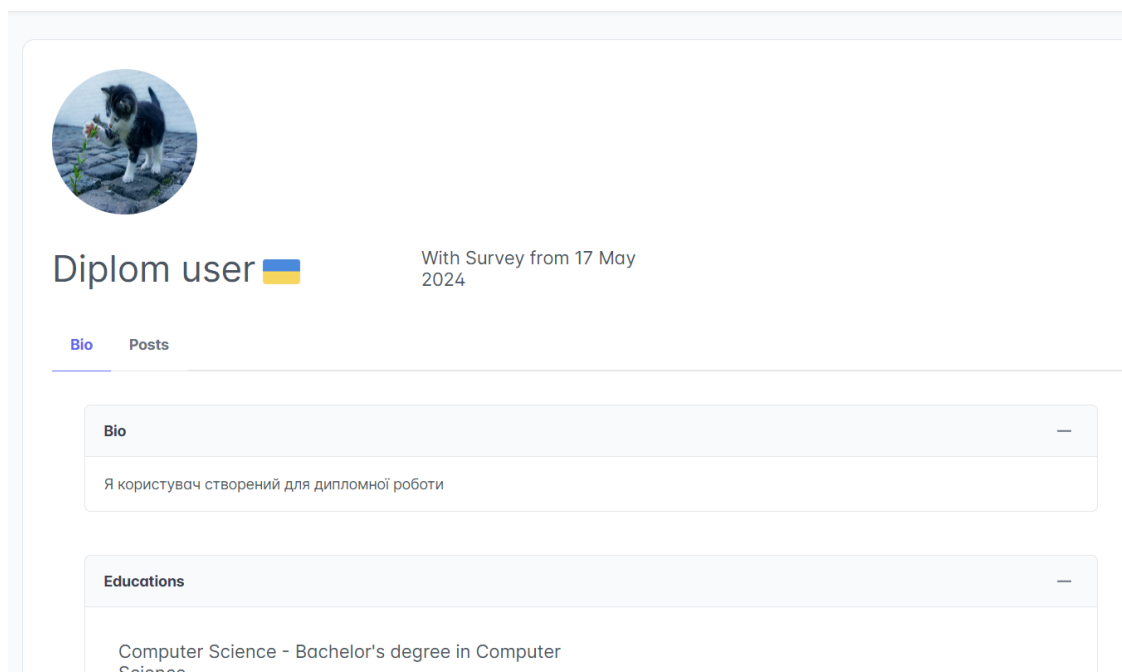 Diplom user
With Survey from 17 May
2024
Bio
Posts
Bio
Я користувач створений для дипломної роботи
Educations
Computer Science - Bachelor's degree in Computer
Science